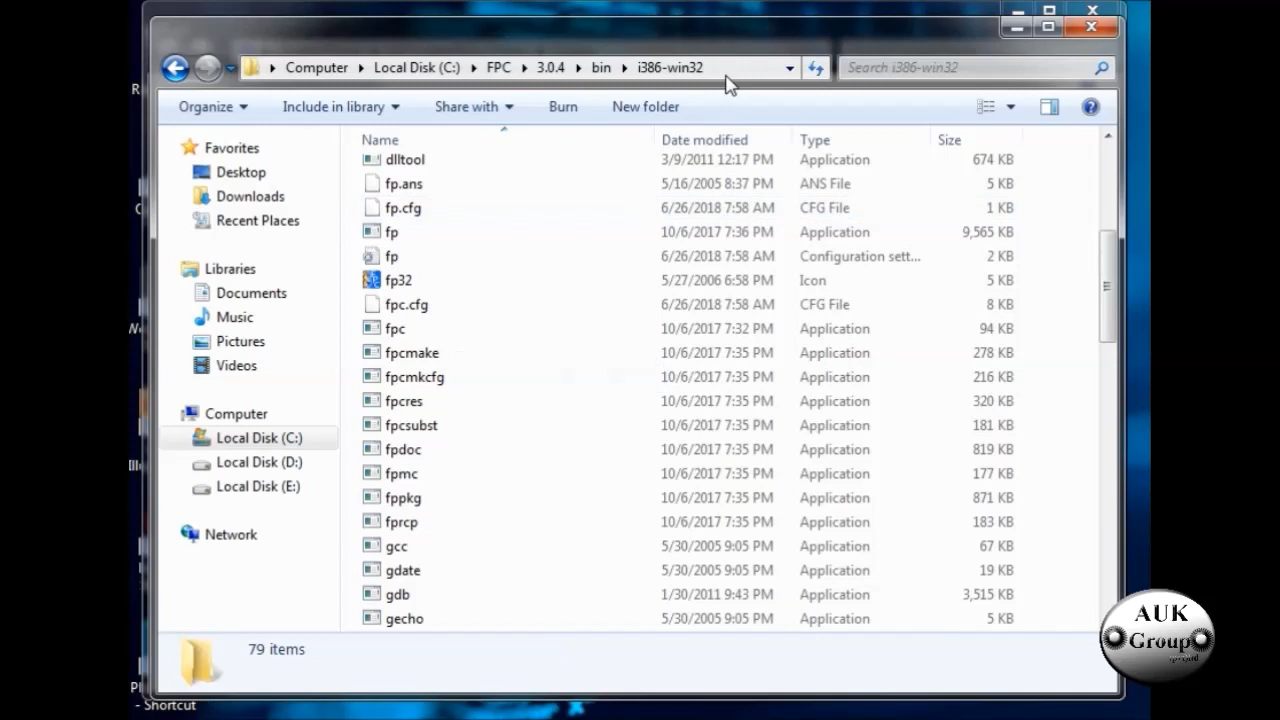 Computer Local Disk (C:) FPC 3.0.4 bin i386-win32 Search i386-win32
Organize Include in library Share with Burn New folder
Favorites
Desktop
Downloads
Recent Places
Libraries
Documents
Music
Pictures
Videos
Computer
Local Disk (C:)
Local Disk (D:)
Local Disk (E:)
Network
Name Date modified Type Size
dlltool 3/9/2011 12:17 PM Application 674 KB
fp.ans 5/16/2005 8:37 PM ANS File 5 KB
fp.cfg 6/26/2018 7:58 AM CFG File 1 KB
fp 10/6/2017 7:36 PM Application 9,565 KB
fp 6/26/2018 7:58 AM Configuration sett... 2 KB
fp32 5/27/2006 6:58 PM Icon 5 KB
fpc.cfg 6/26/2018 7:58 AM CFG File 8 KB
fpc 10/6/2017 7:32 PM Application 94 KB
fpcmake 10/6/2017 7:35 PM Application 278 KB
fpcmkcfg 10/6/2017 7:35 PM Application 216 KB
fpcres 10/6/2017 7:35 PM Application 320 KB
fpcsubst 10/6/2017 7:35 PM Application 181 KB
fpdoc 10/6/2017 7:35 PM Application 819 KB
fpmc 10/6/2017 7:35 PM Application 177 KB
fppkg 10/6/2017 7:35 PM Application 871 KB
fprcp 10/6/2017 7:35 PM Application 183 KB
gcc 5/30/2005 9:05 PM Application 67 KB
gdate 5/30/2005 9:05 PM Application 19 KB
gdb 1/30/2011 9:43 PM Application 3,515 KB
gecho 5/30/2005 9:05 PM Application 5 KB
79 items
- Shortcut
AUK
Group